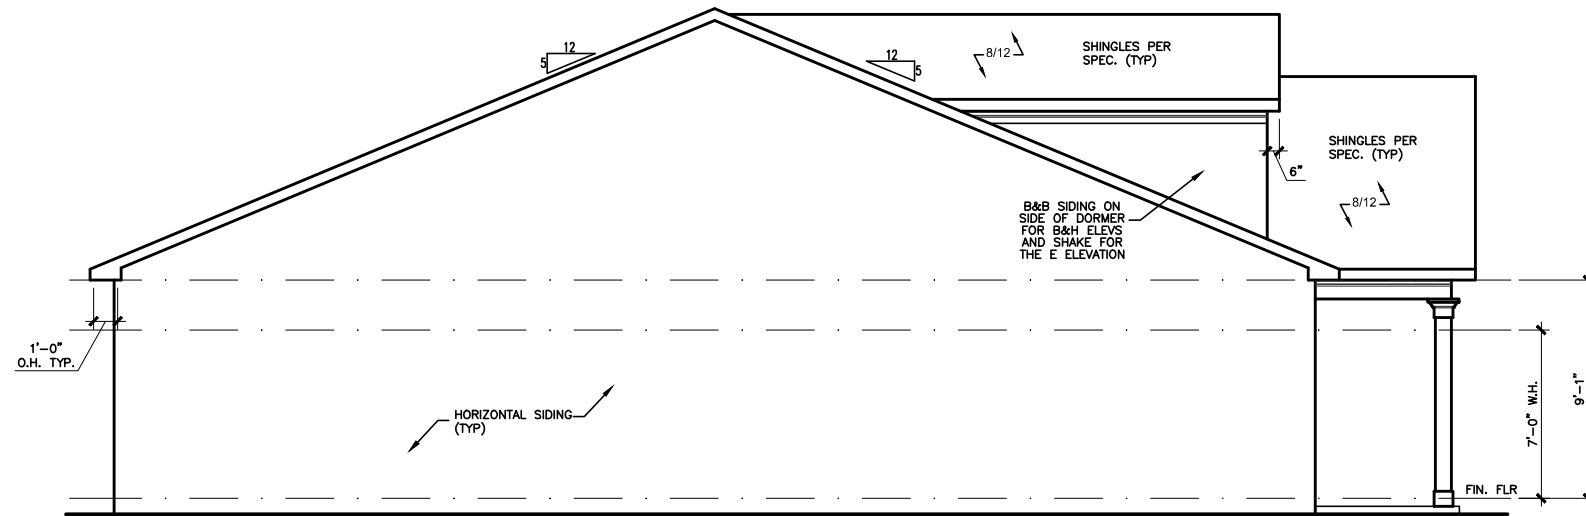 12
5
12
5
8/12
SHINGLES PER
SPEC. (TYP)
SHINGLES PER
SPEC. (TYP)
6"
8/12
B&B SIDING ON
SIDE OF DORMER
FOR B&H ELEVS
AND SHAKE FOR
THE E ELEVATION
1'-0"
O.H. TYP.
HORIZONTAL SIDING
(TYP)
7'-0" W.H.
9'-1"
FIN. FLR